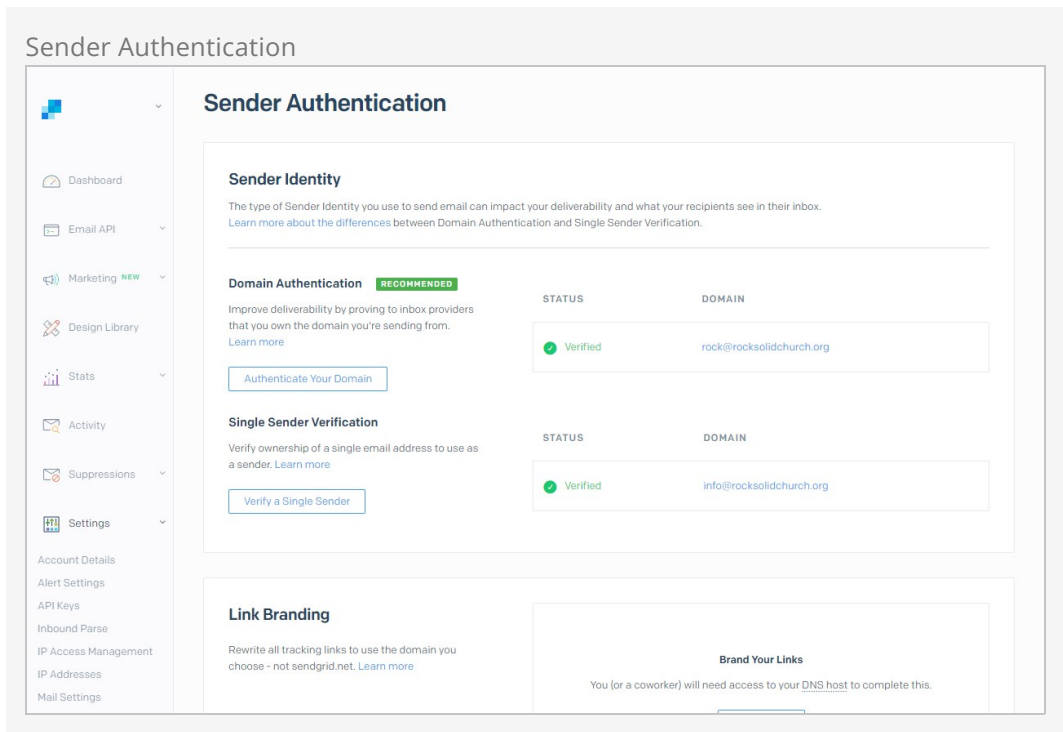 Sender Authentication
Sender Authentication
Dashboard
Email API
Marketing NEW
Design Library
Stats
Activity
Suppressions
Settings
Account Details
Alert Settings
API Keys
Inbound Parse
IP Access Management
IP Addresses
Mail Settings
Sender Identity
The type of Sender Identity you use to send email can impact your deliverability and what your recipients see in their inbox.
Learn more about the differences between Domain Authentication and Single Sender Verification.
Domain Authentication RECOMMENDED
Improve deliverability by proving to inbox providers
that you own the domain you're sending from.
Learn more
Authenticate Your Domain
STATUS DOMAIN
Verified rock@rocksolidchurch.org
Single Sender Verification
Verify ownership of a single email address to use as
a sender. Learn more
Verify a Single Sender
STATUS DOMAIN
Verified info@rocksolidchurch.org
Link Branding
Rewrite all tracking links to use the domain you
choose - not sendgrid.net. Learn more
Brand Your Links
You (or a coworker) will need access to your DNS host to complete this.